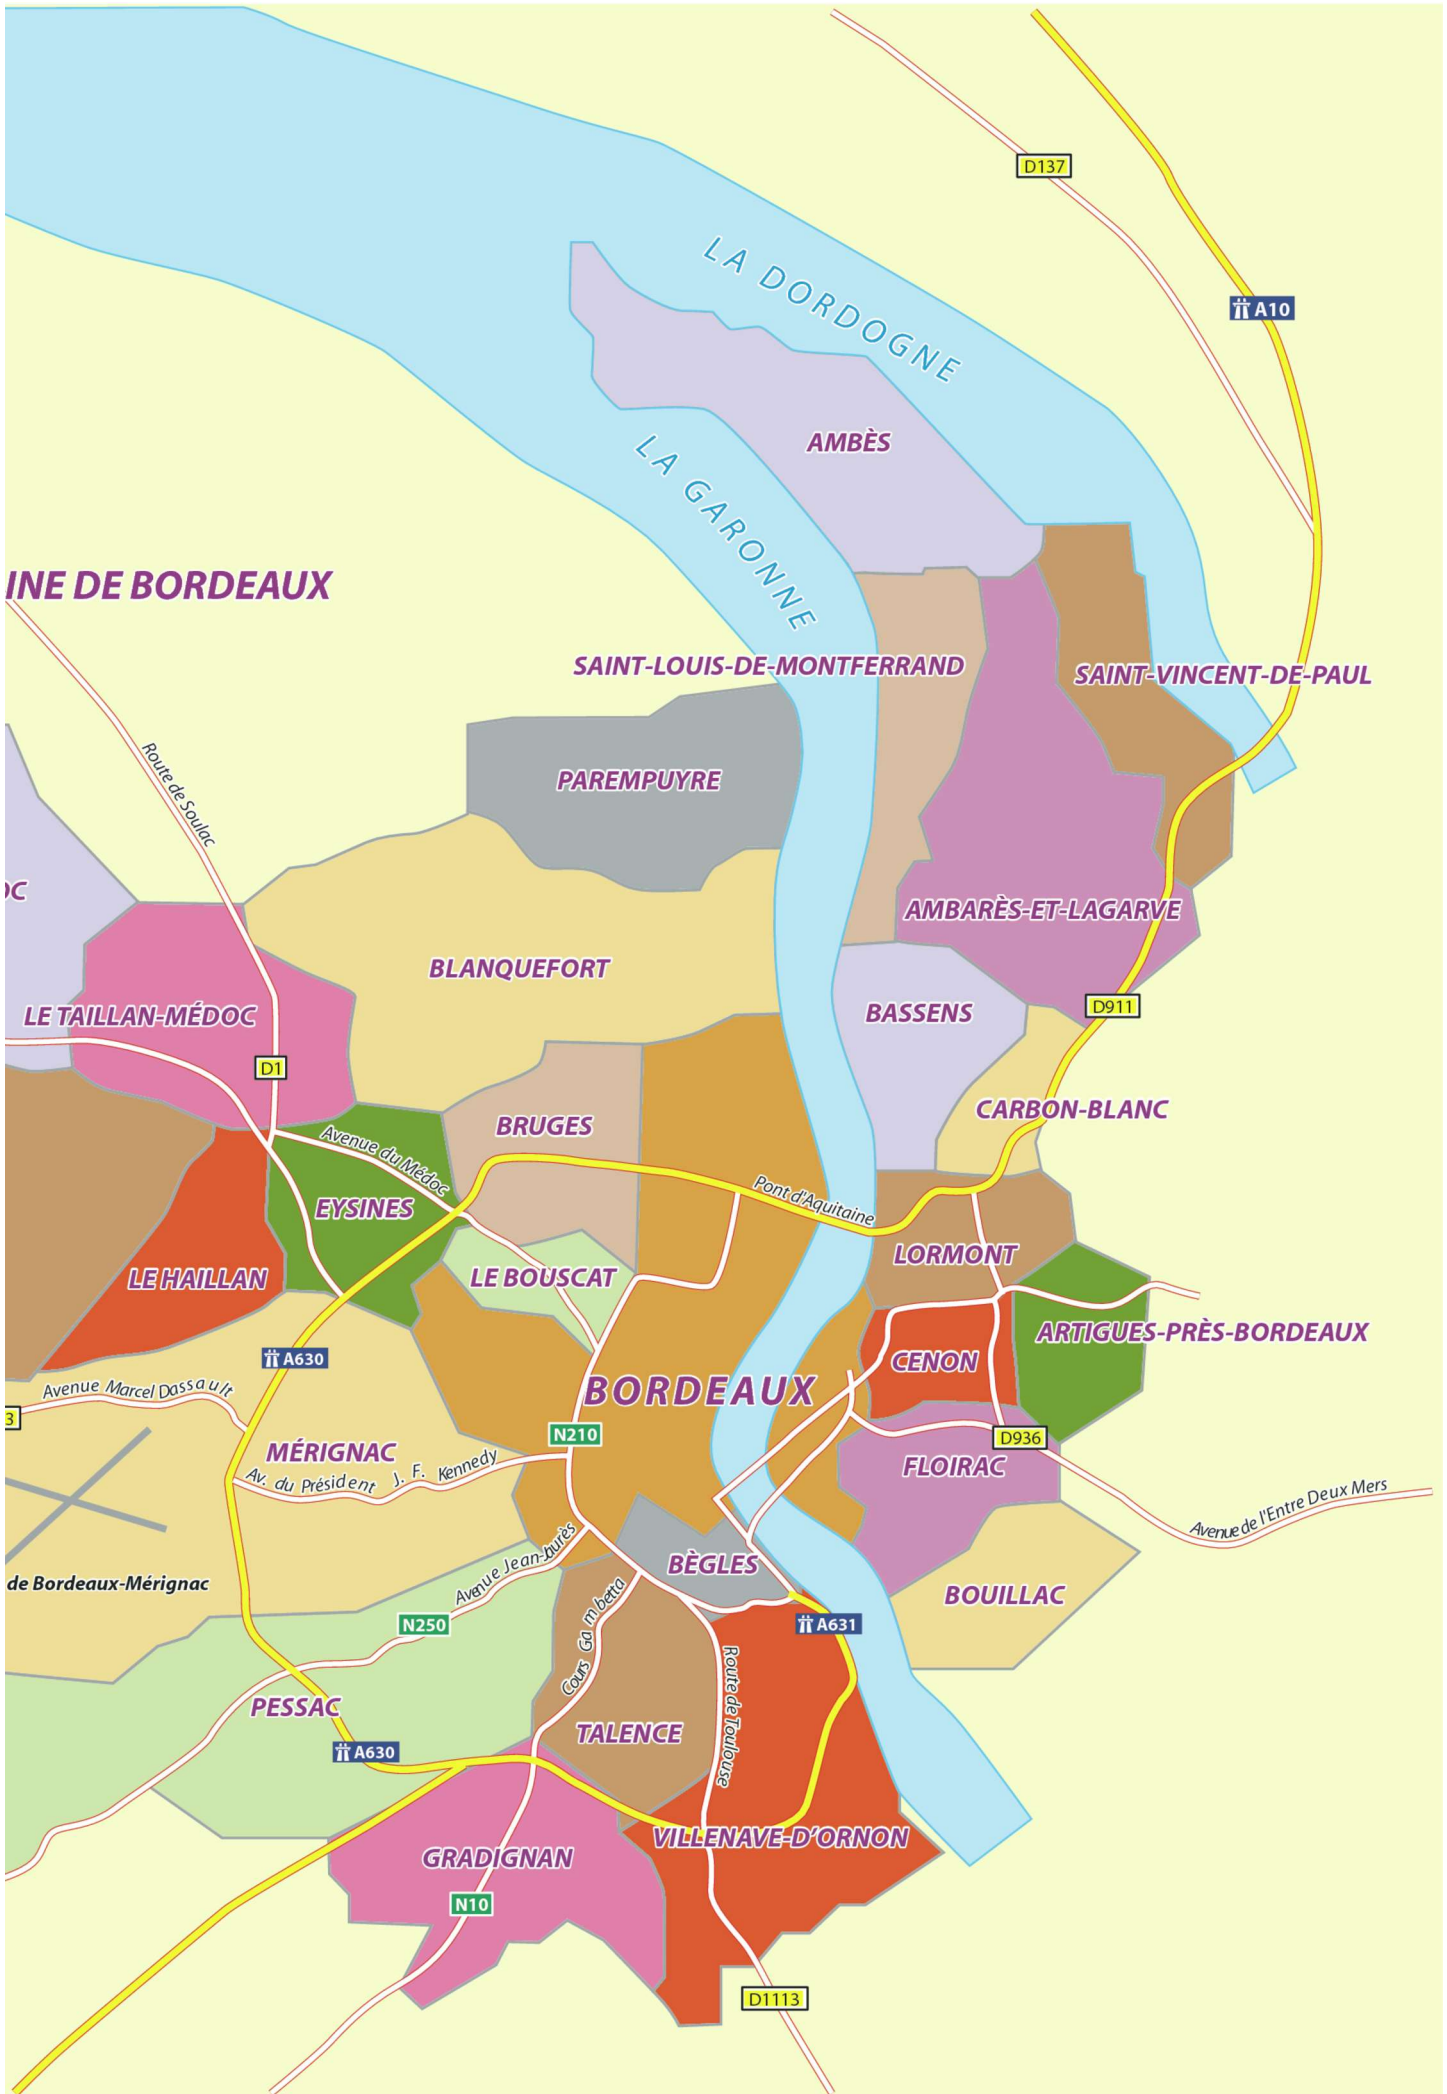 D137
A10
LA DORDOGNE
AMBÈS
LA GARONNE
INE DE BORDEAUX
SAINT-LOUIS-DE-MONTFERRAND
SAINT-VINCENT-DE-PAUL
PAREMPUYRE
Route de Soulac
OC
AMBARÈS-ET-LAGARVE
BLANQUEFORT
LE TAILLAN-MÉDOC
BASSENS
D911
D1
CARBON-BLANC
BRUGES
Avenue du Médoc
Pont d'Aquitaine
EYSINES
LORMONT
LE HAILLAN
LE BOUSCAT
ARTIGUES-PRÈS-BORDEAUX
A630
CENON
Avenue Marcel Dassault
BORDEAUX
3
N210
D936
MÉRIGNAC
Av. du Président J. F. Kennedy
FLOIRAC
Avenue de l'Entre Deux Mers
BÈGLES
Avenue Jean-Jaurès
de Bordeaux-Mérignac
BOUILLAC
N250
A631
Cours Gambetta
Route de Toulouse
PESSAC
TALENCE
A630
VILLENAVE-D'ORNON
GRADIGNAN
N10
D1113